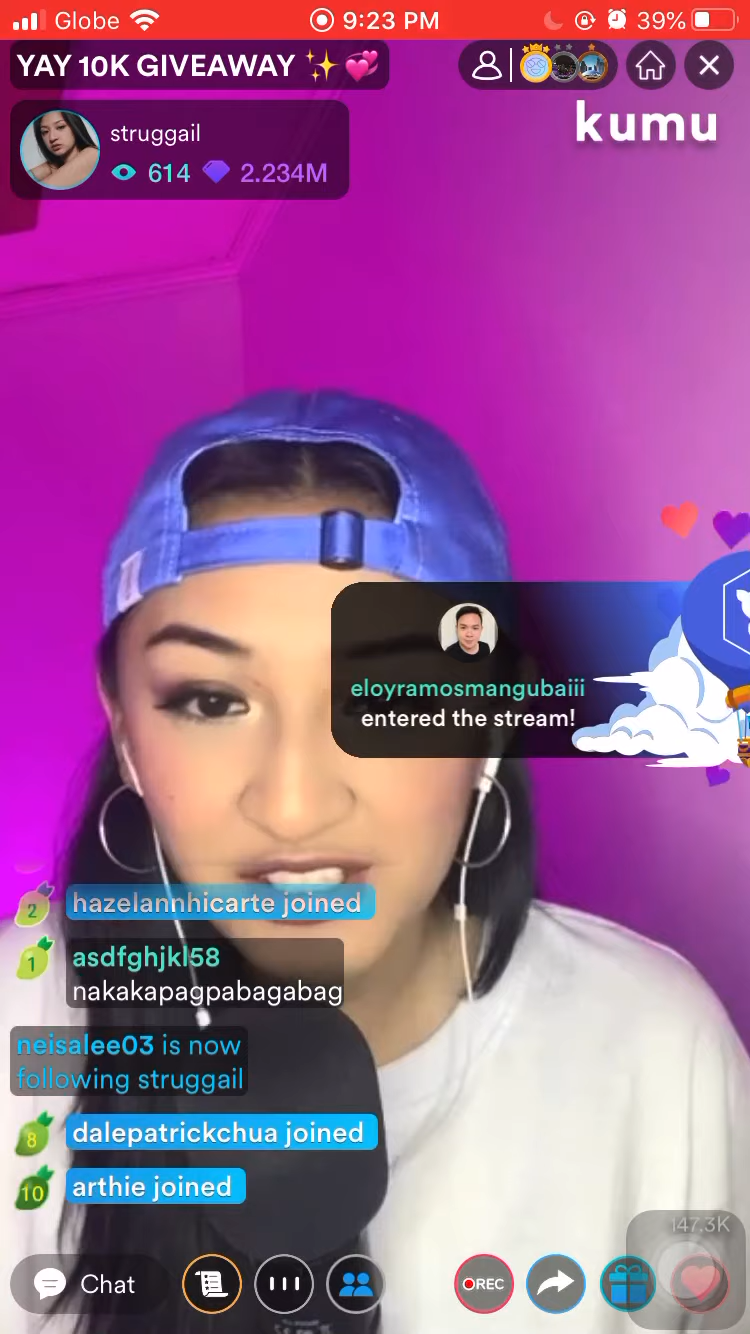 Globe
9:23 PM
39%
YAY 10K GIVEAWAY ✨💞
struggail
614
2.234M
kumu
eloyramosmangubaiii
entered the stream!
2 hazelannhicarte joined
1 asdfghjkl58
nakakapagpabagabag
neisalee03 is now
following struggail
8 dalepatrickchua joined
10 arthie joined
147.3K
Chat
REC